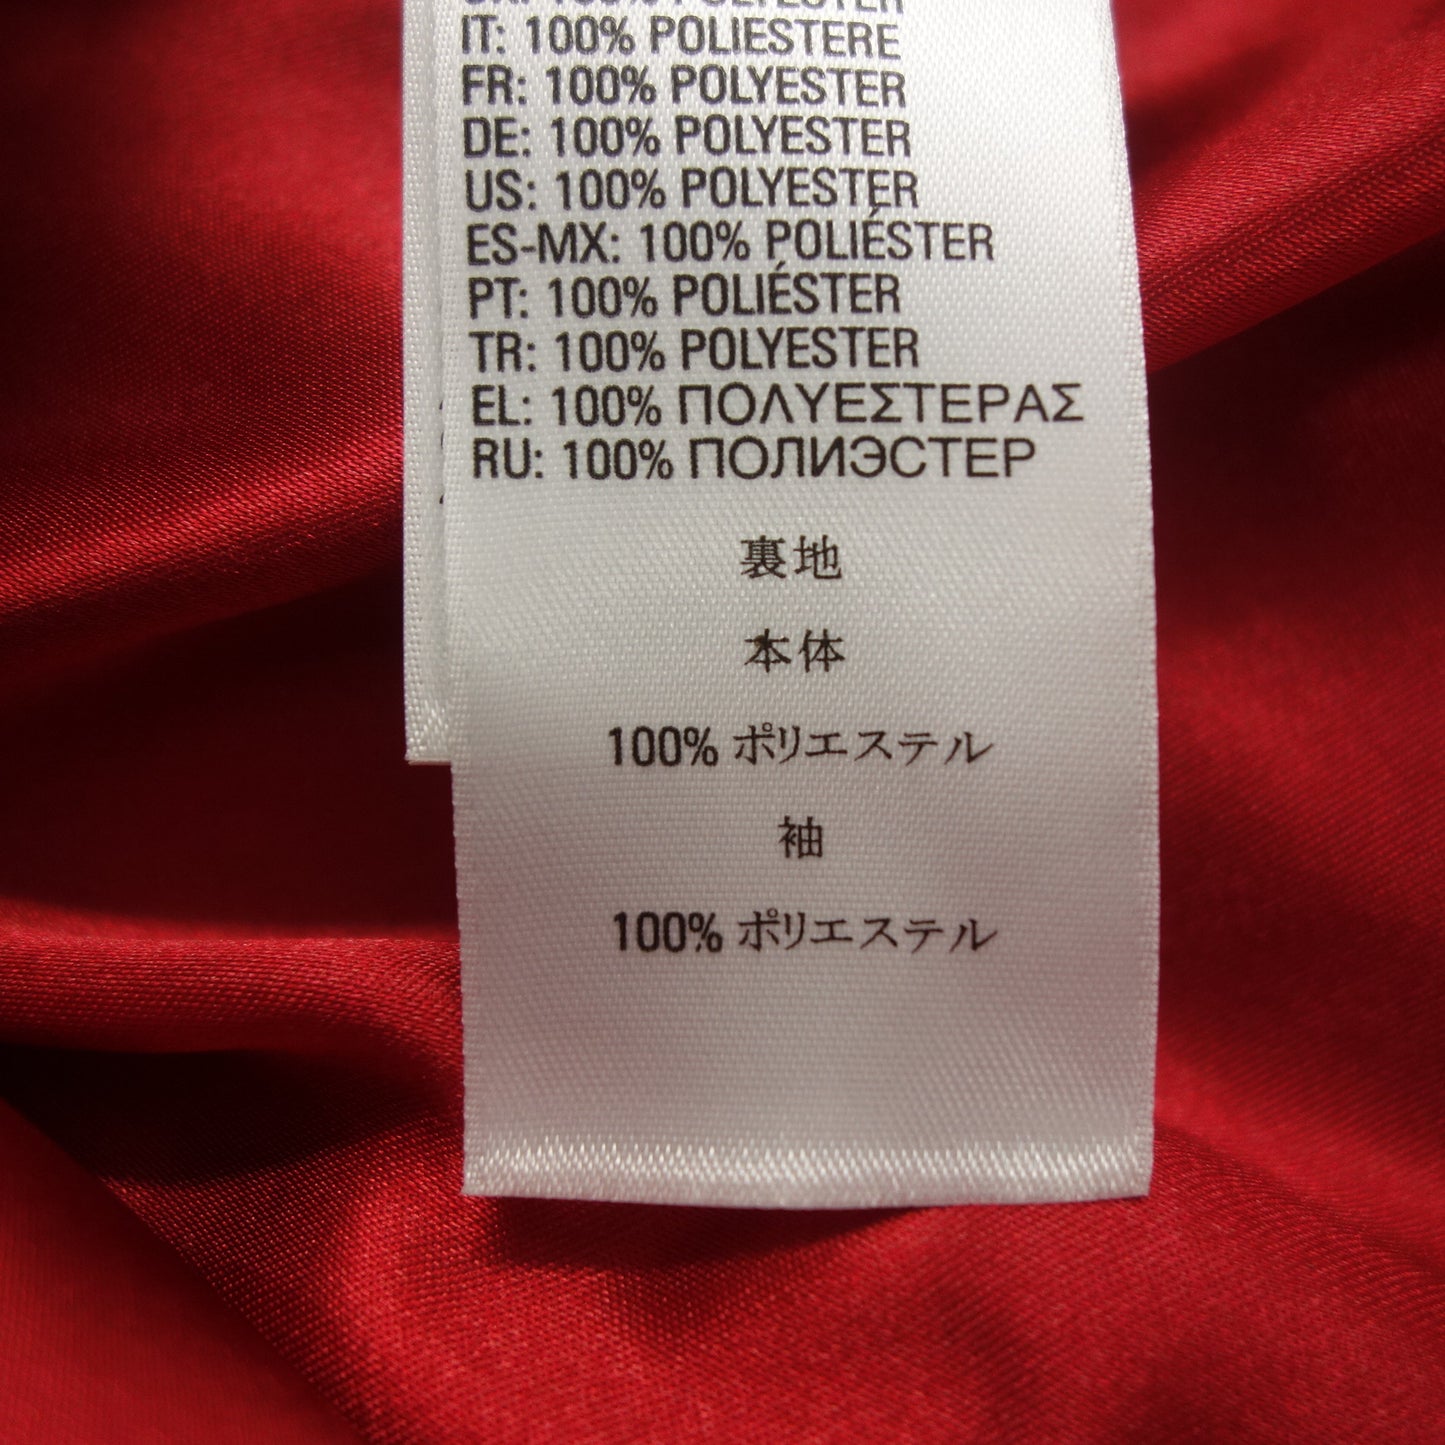 100% POLYESTER
IT: 100% POLIESTERE
FR: 100% POLYESTER
DE: 100% POLYESTER
US: 100% POLYESTER
ES-MX: 100% POLIÉSTER
PT: 100% POLIÉSTER
TR: 100% POLYESTER
EL: 100% ΠΟΛΥΕΣΤΕΡΑΣ
RU: 100% ПОЛИЭСТЕР
裏地
本体
100% ポリエステル
袖
100% ポリエステル